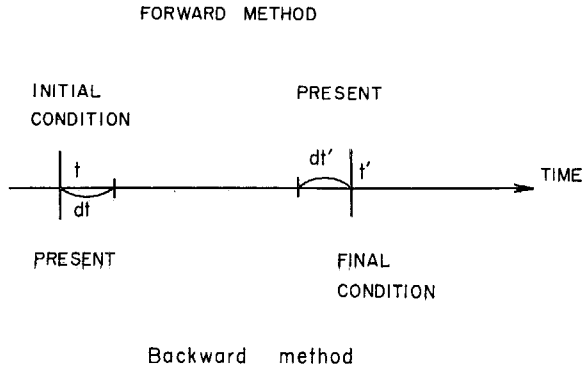 FORWARD METHOD
INITIAL
CONDITION
PRESENT
t
dt
dt'
t'
TIME
PRESENT
FINAL
CONDITION
Backward method